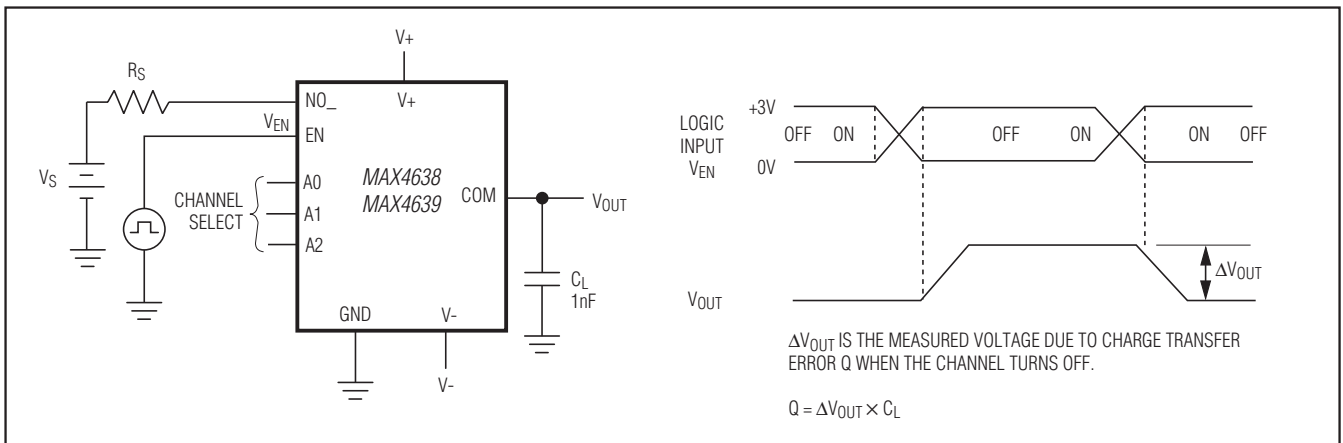 V+
RS
NO_
V+
VEN
EN
VS
A0
MAX4638
CHANNEL
SELECT
A1
MAX4639
COM
VOUT
A2
CL
1nF
GND
V-
V-
LOGIC
INPUT
VEN
+3V
0V
OFF ON OFF ON ON OFF
VOUT
ΔVOUT
ΔVOUT IS THE MEASURED VOLTAGE DUE TO CHARGE TRANSFER
ERROR Q WHEN THE CHANNEL TURNS OFF.
Q = ΔVOUT × CL